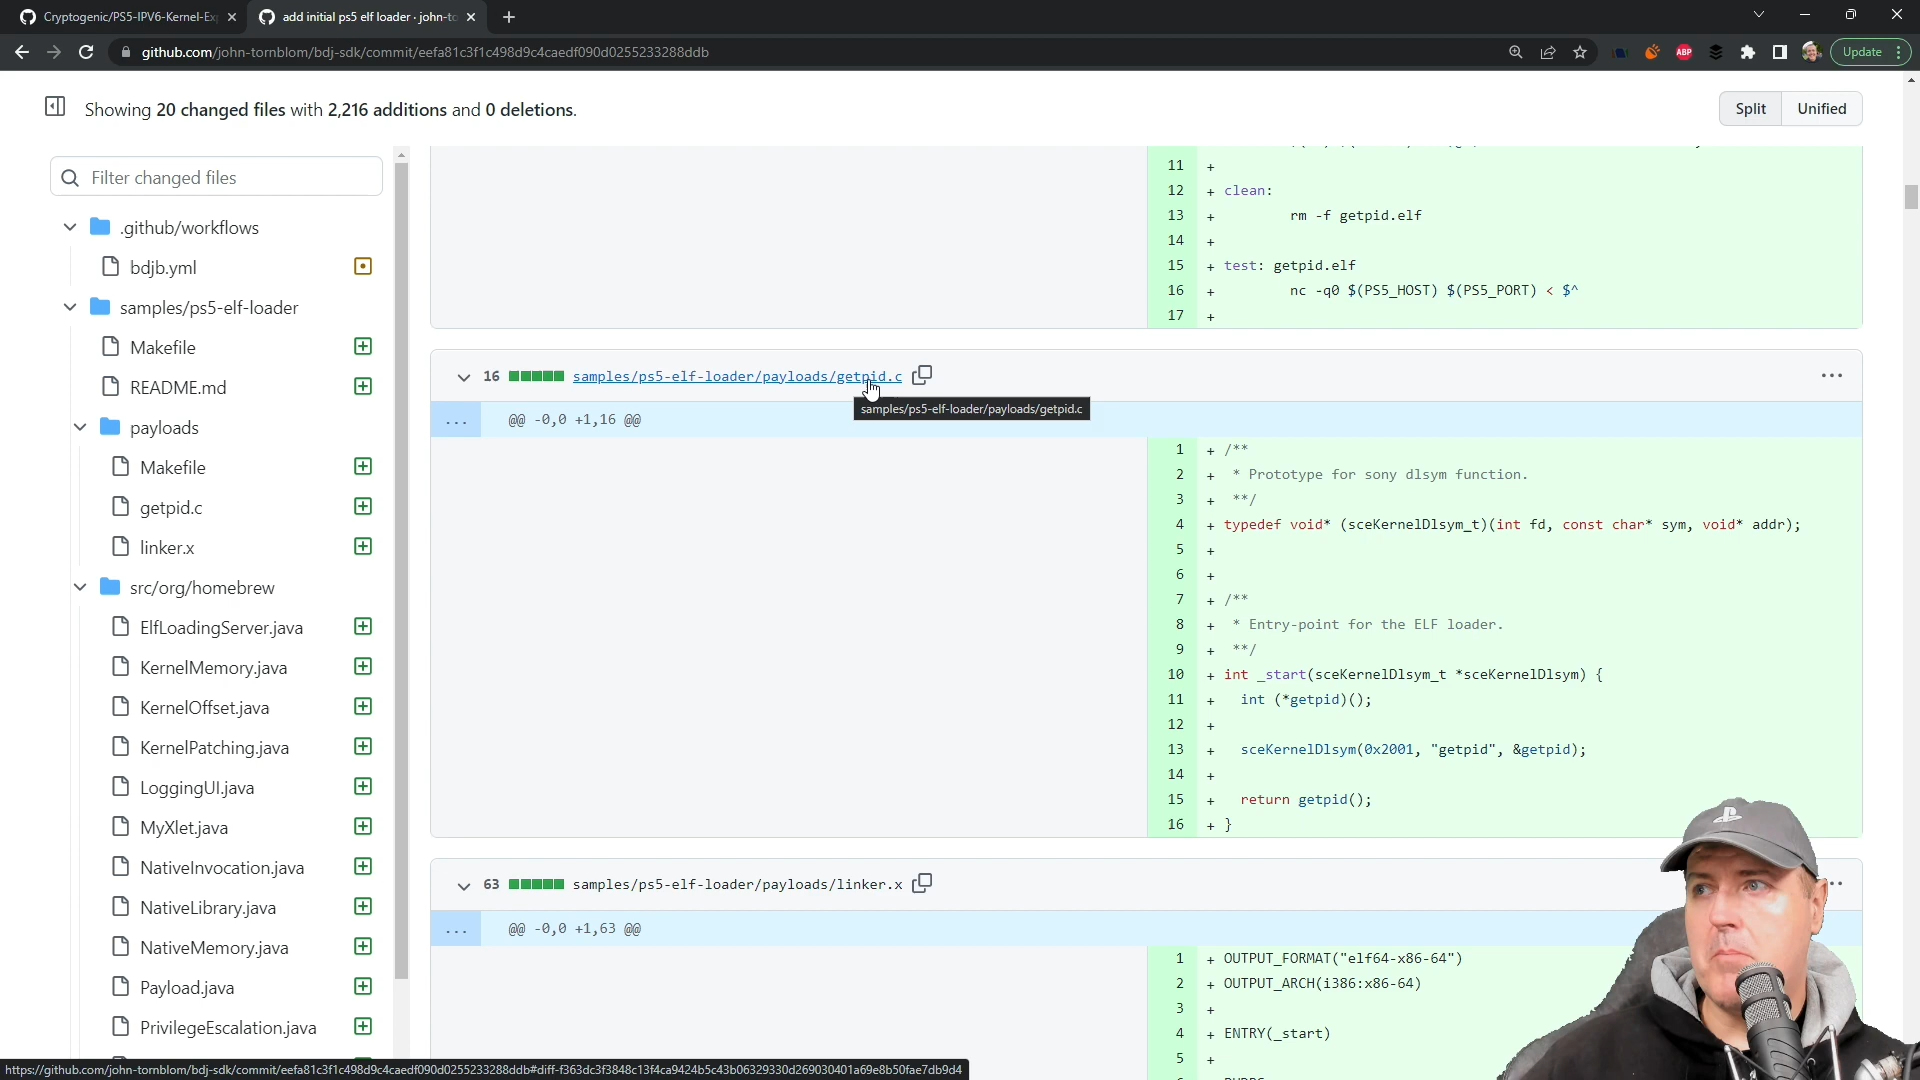 Cryptogenic/PS5-IPV6-Kernel-Ex
add initial ps5 elf loader · john-to
github.com/john-tornblom/bdj-sdk/commit/eefa81c3f1c498d9c4caedf090d0255233288ddb
ABP
Update
Showing 20 changed files with 2,216 additions and 0 deletions.
Split
Unified
Filter changed files
.github/workflows
bdjb.yml
samples/ps5-elf-loader
Makefile
README.md
payloads
Makefile
getpid.c
linker.x
src/org/homebrew
ElfLoadingServer.java
KernelMemory.java
KernelOffset.java
KernelPatching.java
LoggingUI.java
MyXlet.java
NativeInvocation.java
NativeLibrary.java
NativeMemory.java
Payload.java
PrivilegeEscalation.java
11 +
12 + clean:
13 + rm -f getpid.elf
14 +
15 + test: getpid.elf
16 + nc -q0 $(PS5_HOST) $(PS5_PORT) < $^
17 +
16 samples/ps5-elf-loader/payloads/getpid.c
samples/ps5-elf-loader/payloads/getpid.c
... @@ -0,0 +1,16 @@
1 + /**
2 + * Prototype for sony dlsym function.
3 + **/
4 + typedef void* (sceKernelDlsym_t)(int fd, const char* sym, void* addr);
5 +
6 +
7 + /**
8 + * Entry-point for the ELF loader.
9 + **/
10 + int _start(sceKernelDlsym_t *sceKernelDlsym) {
11 + int (*getpid)();
12 +
13 + sceKernelDlsym(0x2001, "getpid", &getpid);
14 +
15 + return getpid();
16 + }
63 samples/ps5-elf-loader/payloads/linker.x
... @@ -0,0 +1,63 @@
1 + OUTPUT_FORMAT("elf64-x86-64")
2 + OUTPUT_ARCH(i386:x86-64)
3 +
4 + ENTRY(_start)
5 +
https://github.com/john-tornblom/bdj-sdk/commit/eefa81c3f1c498d9c4caedf090d0255233288ddb#diff-f363dc3f3848c13f4ca9424b5c43b06329330d269030401a69e8b50fae7db9d4